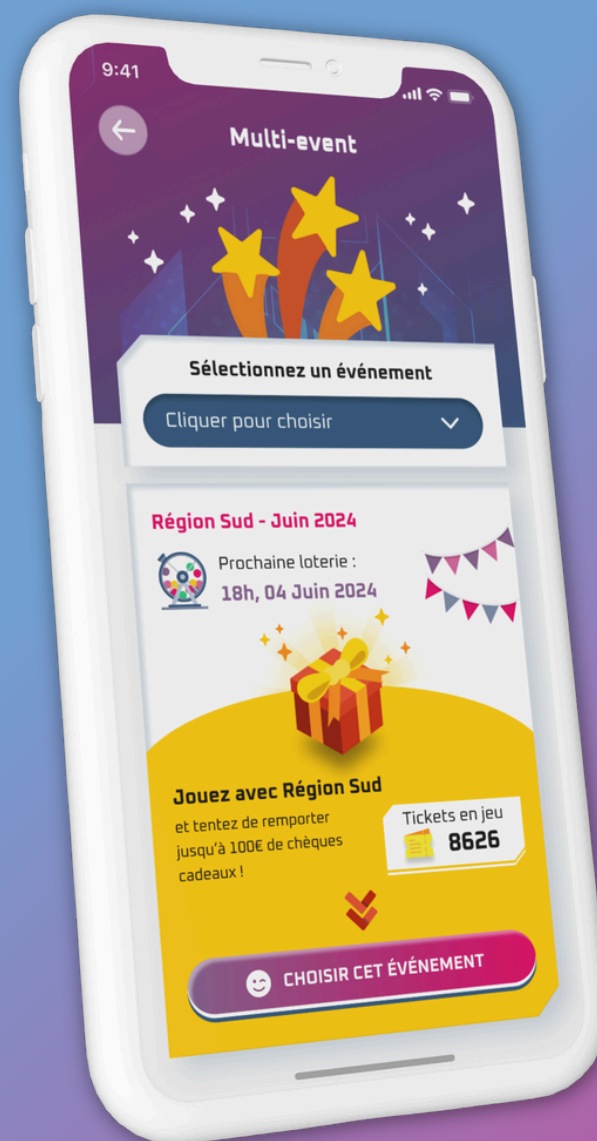 9:41
Multi-event
Sélectionnez un événement
Cliquer pour choisir
Région Sud - Juin 2024
Prochaine loterie :
18h, 04 Juin 2024
Jouez avec Région Sud
et tentez de remporter
jusqu'à 100€ de chèques
cadeaux !
Tickets en jeu
8626
CHOISIR CET ÉVÉNEMENT